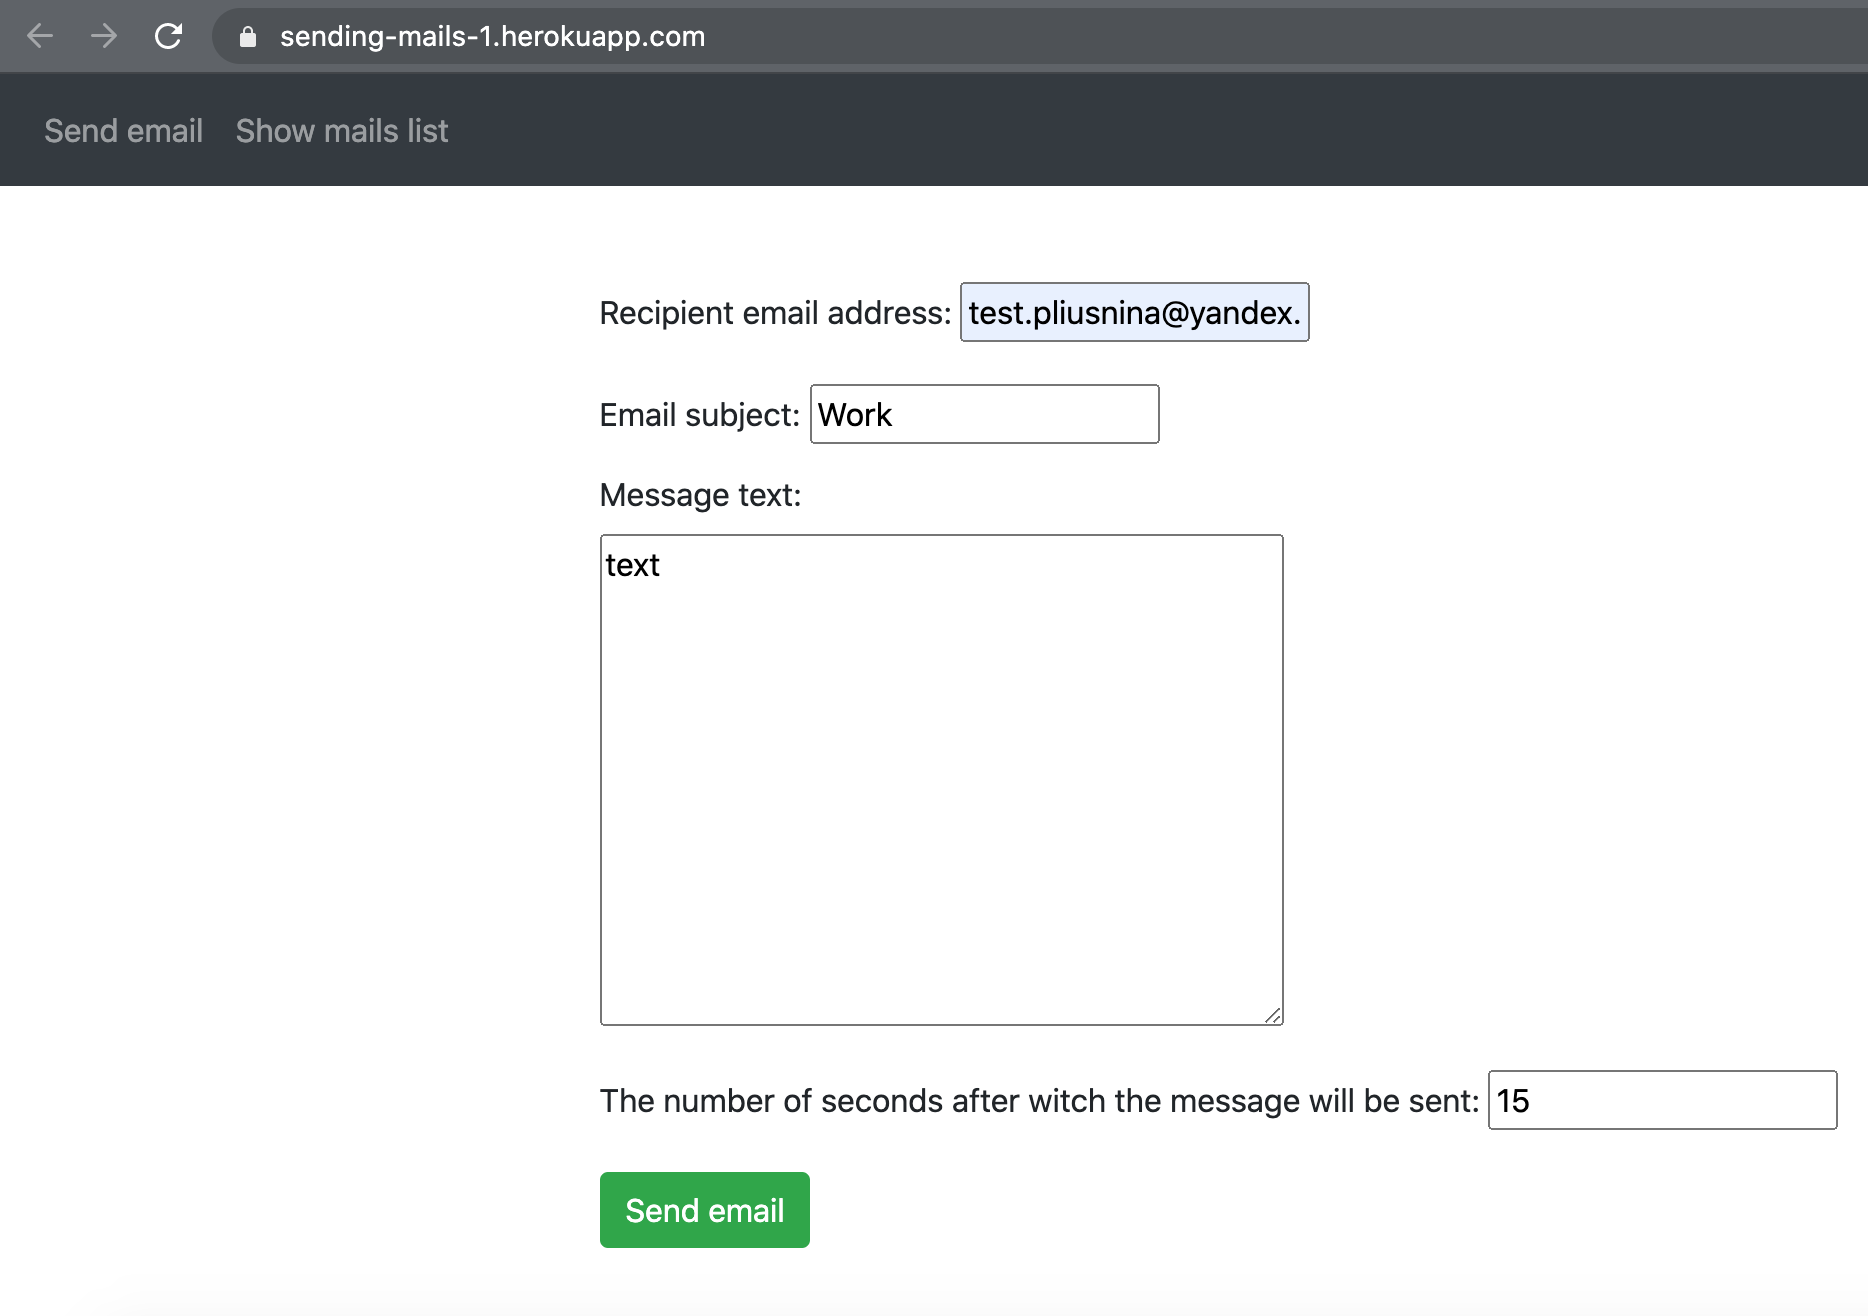 sending-mails-1.herokuapp.com
Send email Show mails list
Recipient email address: test.pliusnina@yandex.
Email subject: Work
Message text:
text
The number of seconds after witch the message will be sent: 15
Send email